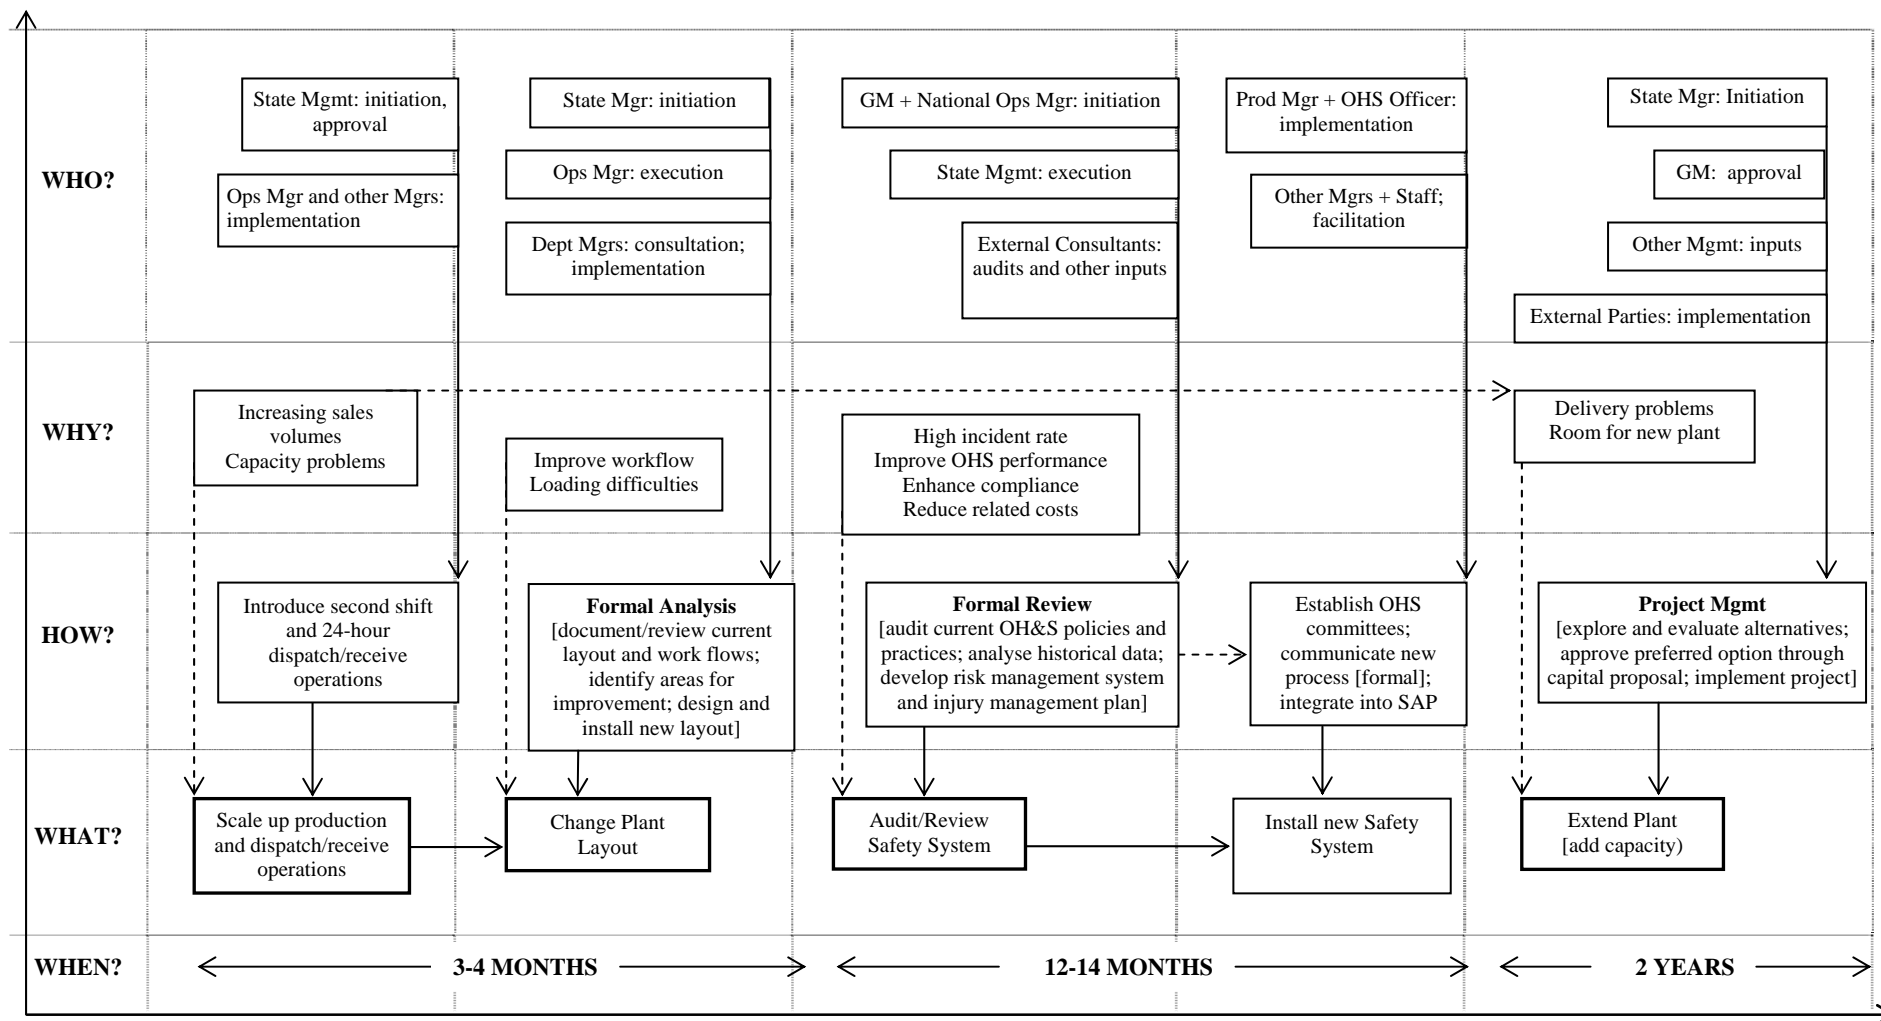 WHO?
State Mgmt: initiation,
approval
Ops Mgr and other Mgrs:
implementation
State Mgr: initiation
Ops Mgr: execution
Dept Mgrs: consultation;
implementation
GM + National Ops Mgr: initiation
State Mgmt: execution
External Consultants:
audits and other inputs
Prod Mgr + OHS Officer:
implementation
Other Mgrs + Staff;
facilitation
State Mgr: Initiation
GM: approval
Other Mgmt: inputs
External Parties: implementation
WHY?
Increasing sales
volumes
Capacity problems
Improve workflow
Loading difficulties
High incident rate
Improve OHS performance
Enhance compliance
Reduce related costs
Delivery problems
Room for new plant
HOW?
Introduce second shift
and 24-hour
dispatch/receive
operations
Formal Analysis
[document/review current
layout and work flows;
identify areas for
improvement; design and
install new layout]
Formal Review
[audit current OH&S policies and
practices; analyse historical data;
develop risk management system
and injury management plan]
Establish OHS
committees;
communicate new
process [formal];
integrate into SAP
Project Mgmt
[explore and evaluate alternatives;
approve preferred option through
capital proposal; implement project]
WHAT?
Scale up production
and dispatch/receive
operations
Change Plant
Layout
Audit/Review
Safety System
Install new Safety
System
Extend Plant
[add capacity)
WHEN?
3-4 MONTHS
12-14 MONTHS
2 YEARS